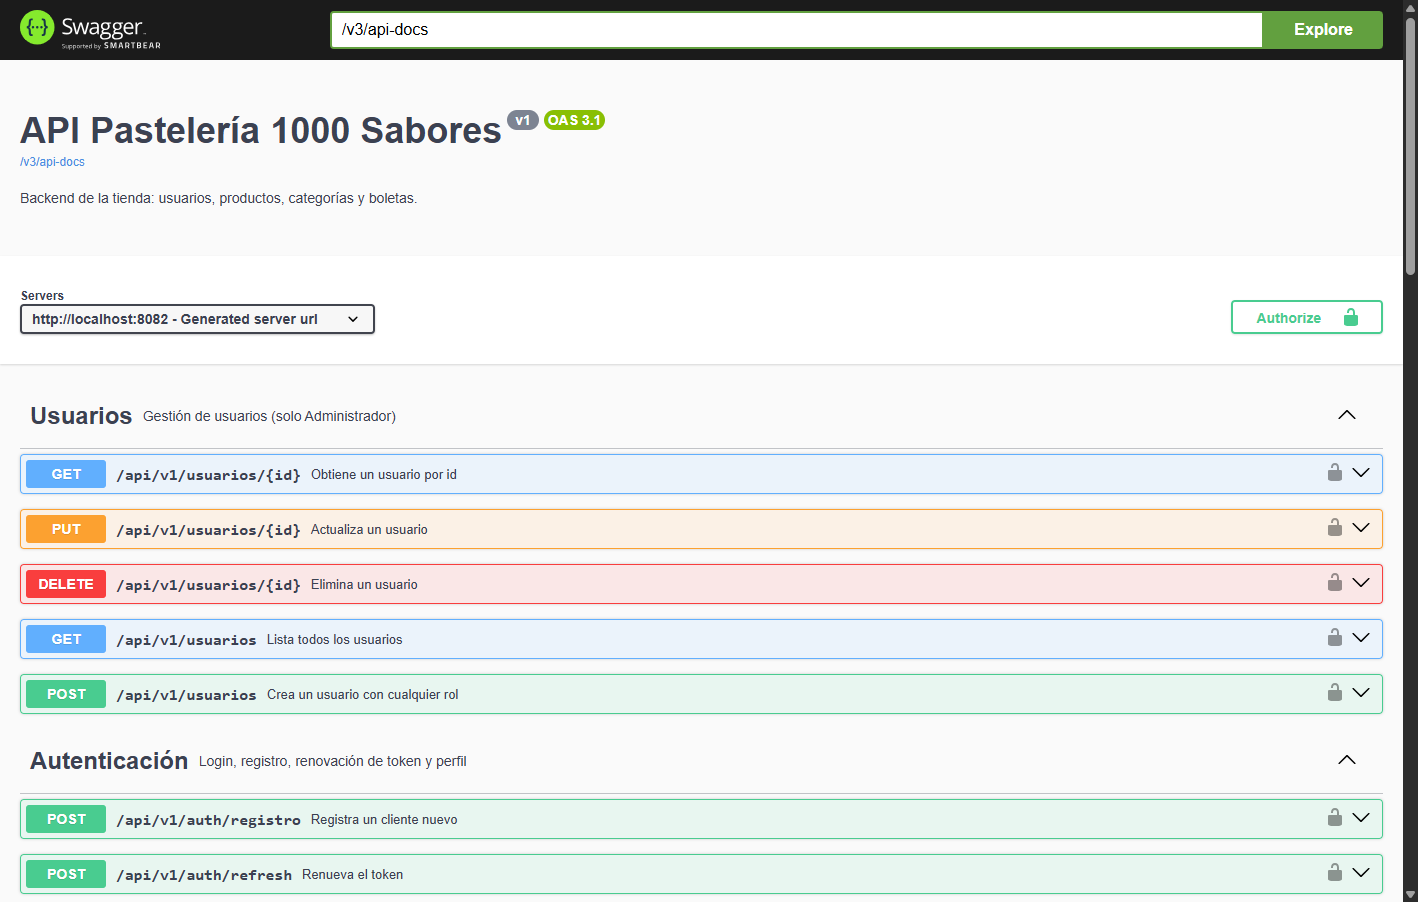 Swagger
Supported by SMARTBEAR
/v3/api-docs
Explore
API Pastelería 1000 Sabores v1 OAS 3.1
/v3/api-docs
Backend de la tienda: usuarios, productos, categorías y boletas.
Servers
http://localhost:8082 - Generated server url
Authorize
Usuarios Gestión de usuarios (solo Administrador)
GET /api/v1/usuarios/{id} Obtiene un usuario por id
PUT /api/v1/usuarios/{id} Actualiza un usuario
DELETE /api/v1/usuarios/{id} Elimina un usuario
GET /api/v1/usuarios Lista todos los usuarios
POST /api/v1/usuarios Crea un usuario con cualquier rol
Autenticación Login, registro, renovación de token y perfil
POST /api/v1/auth/registro Registra un cliente nuevo
POST /api/v1/auth/refresh Renueva el token